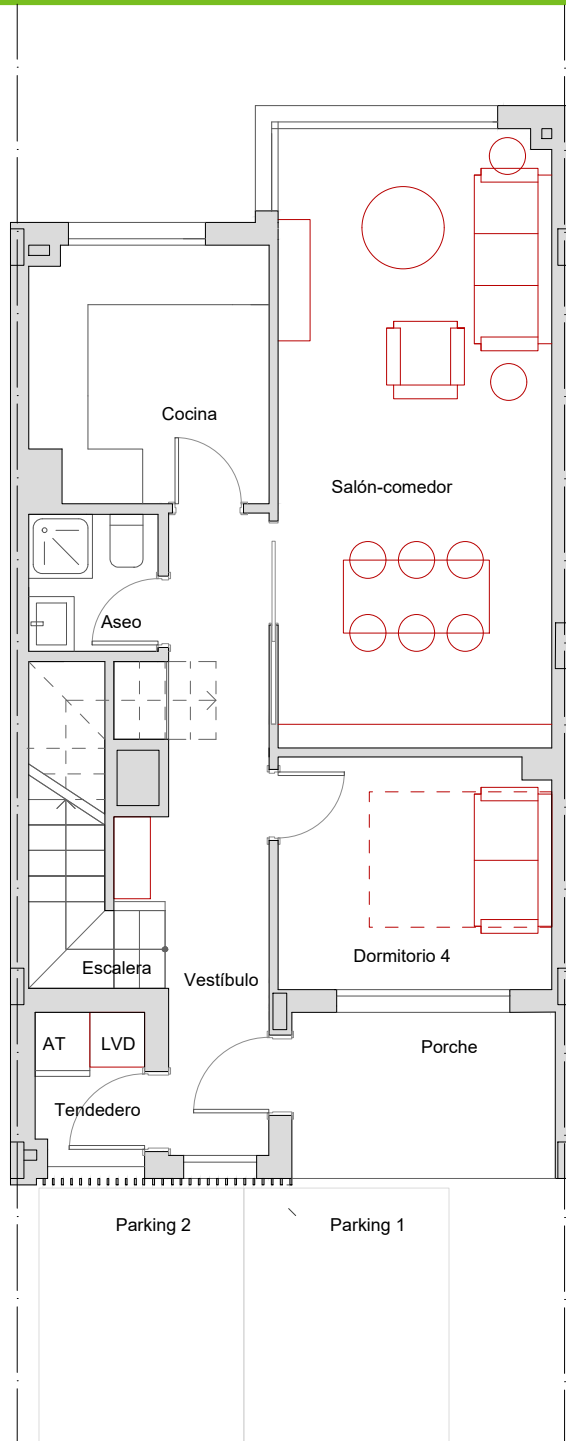 Cocina
Salón-comedor
Aseo
Dormitorio 4
Escalera
Vestíbulo
AT
LVD
Porche
Tendedero
Parking 2
Parking 1